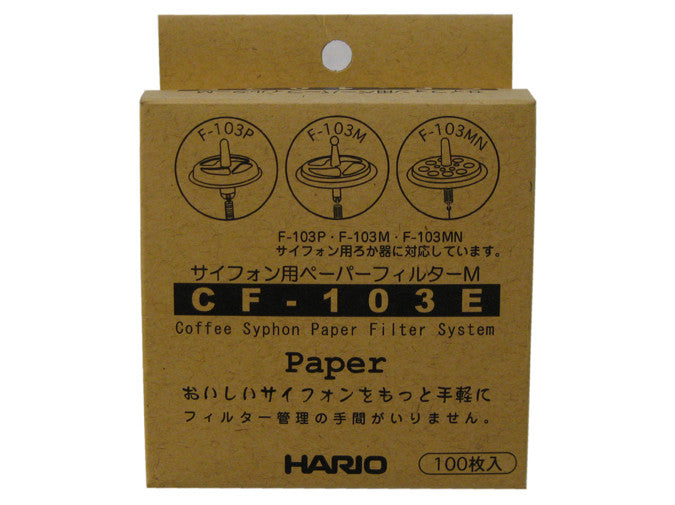 F-103P
F-103M
F-103MN
F-103P・F-103M・F-103MN
サイフォン用ろか器に対応しています。
サイフォン用ペーパーフィルターM
CF-103E
Coffee Syphon Paper Filter System
Paper
おいしいサイフォンをもっと手軽に
フィルター管理の手間がいりません。
HARIO
100枚入